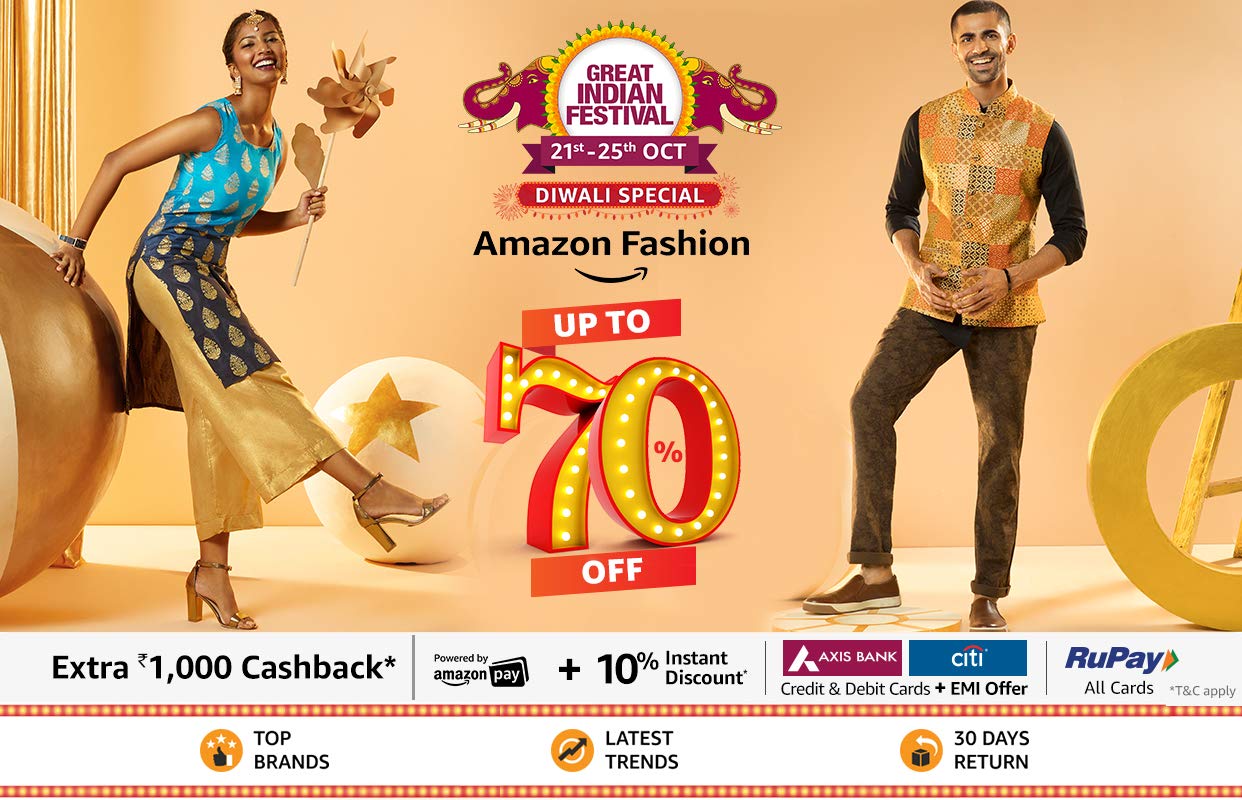 GREAT
INDIAN
FESTIVAL
21st - 25th OCT
DIWALI SPECIAL
Amazon Fashion
UP TO
70%
OFF
Extra ₹1,000 Cashback*
Powered by
amazon pay
+ 10% Instant
Discount*
AXIS BANK
citi
Credit & Debit Cards + EMI Offer
RuPay
All Cards
*T&C apply
TOP
BRANDS
LATEST
TRENDS
30 DAYS
RETURN